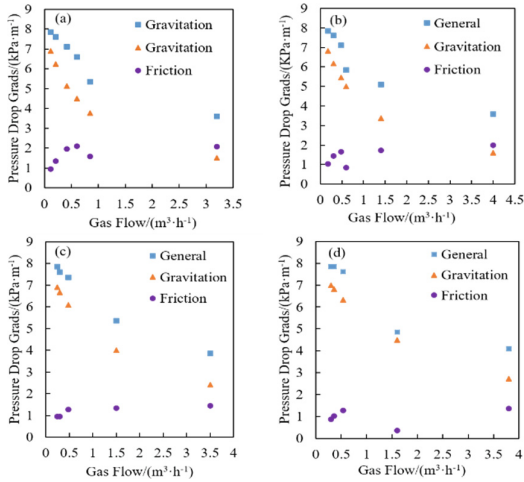 (a)
Gravitation
Gravitation
Friction
Pressure Drop Grads/(kPa·m⁻¹)
9
8
7
6
5
4
3
2
1
0
0 0.5 1 1.5 2 2.5 3 3.5
Gas Flow/(m³·h⁻¹)
(b)
General
Gravitation
Friction
Pressure Drop Grads/(kPa·m⁻¹)
9
8
7
6
5
4
3
2
1
0
0 0.5 1 1.5 2 2.5 3 3.5 4 4.5
Gas Flow/(m³·h⁻¹)
(c)
General
Gravitation
Friction
Pressure Drop Grads/(kPa·m⁻¹)
9
8
7
6
5
4
3
2
1
0
0 0.5 1 1.5 2 2.5 3 3.5 4
Gas Flow/(m³·h⁻¹)
(d)
General
Gravitation
Friction
Pressure Drop Grads/(kPa·m⁻¹)
9
8
7
6
5
4
3
2
1
0
0 0.5 1 1.5 2 2.5 3 3.5 4
Gas Flow/(m³·h⁻¹)